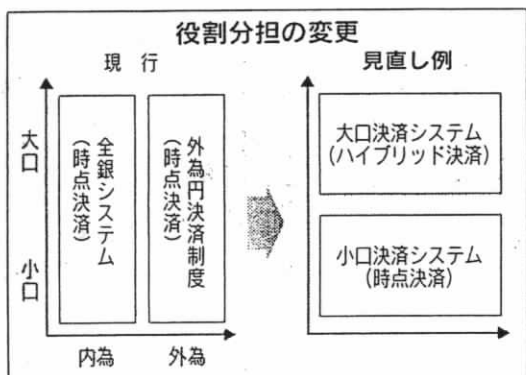 役割分担の変更
現 行
大口
小口
全銀システム
(時点決済)
外為円決済制度
(時点決済)
内為
外為
見直し例
大口決済システム
(ハイブリッド決済)
小口決済システム
(時点決済)